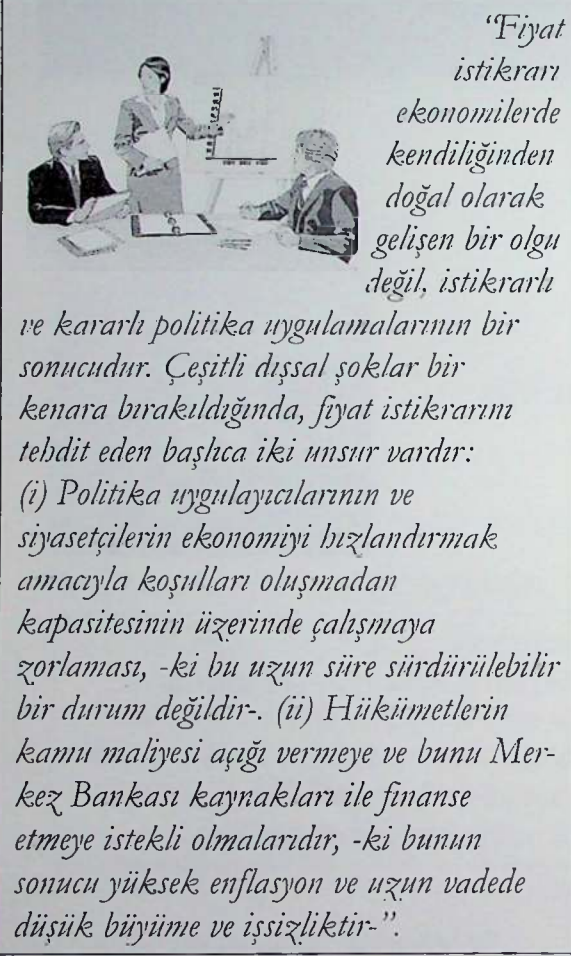 “Fiyat
istikrarı
ekonomilerde
kendiliğinden
doğal olarak
gelişen bir olgu
değil, istikrarlı
ve kararlı politika uygulamalarının bir
sonucudur. Çeşitli dışsal şoklar bir
kenara bırakıldığında, fiyat istikrarını
tehdit eden başlıca iki unsur vardır:
(i) Politika uygulayıcılarının ve
siyasetçilerin ekonomiyi hızlandırmak
amacıyla koşulları oluşmadan
kapasitesinin üzerinde çalışmaya
zorlaması, -ki bu uzun süre sürdürülebilir
bir durum değildir-. (ii) Hükümetlerin
kamu maliyesi açığı vermeye ve bunu Mer-
kez Bankası kaynakları ile finanse
etmeye istekli olmalarıdır, -ki bunun
sonucu yüksek enflasyon ve uzun vadede
düşük büyüme ve işsizliktir-”.